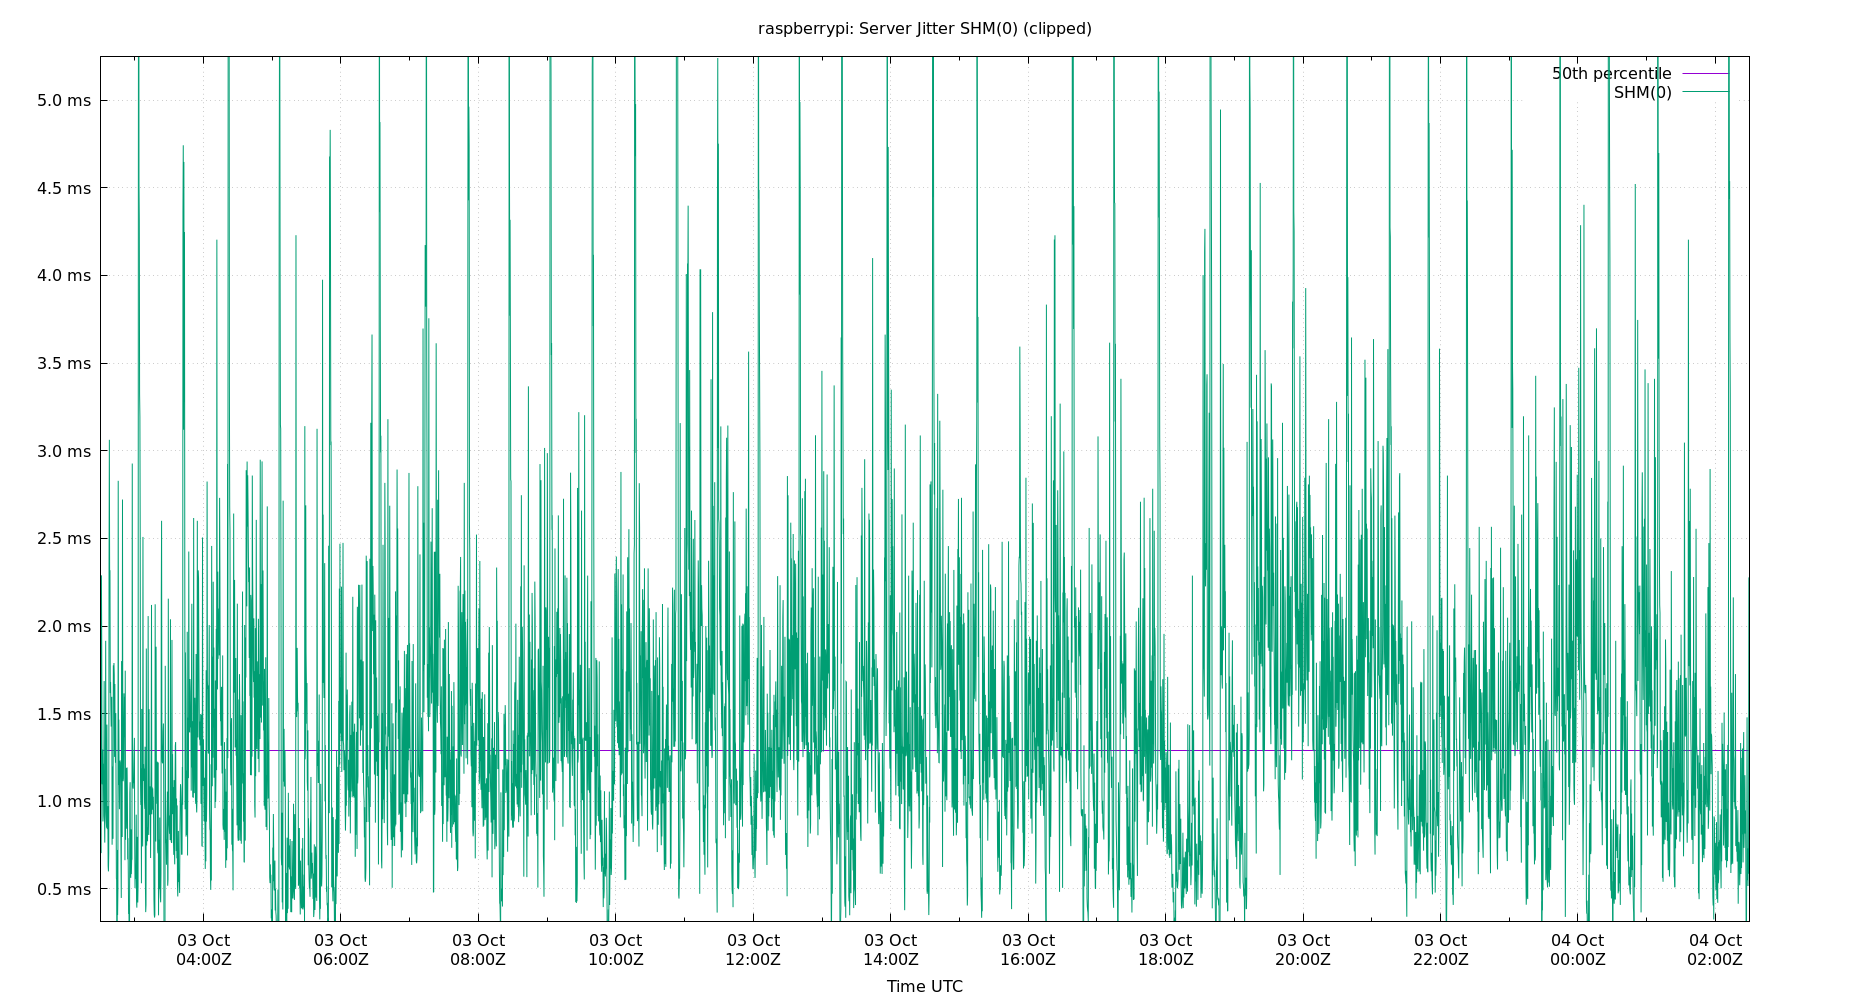 raspberrypi: Server Jitter SHM(0) (clipped)
50th percentile
SHM(0)
5.0 ms
4.5 ms
4.0 ms
3.5 ms
3.0 ms
2.5 ms
2.0 ms
1.5 ms
1.0 ms
0.5 ms
03 Oct 03 Oct 03 Oct 03 Oct 03 Oct 03 Oct 03 Oct 03 Oct 03 Oct 03 Oct 04 Oct 04 Oct
04:00Z 06:00Z 08:00Z 10:00Z 12:00Z 14:00Z 16:00Z 18:00Z 20:00Z 22:00Z 00:00Z 02:00Z
Time UTC